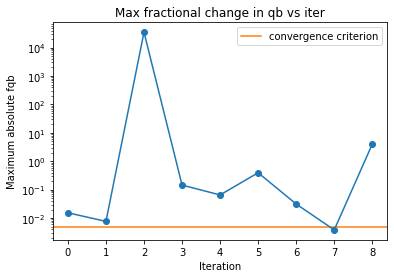 Max fractional change in qb vs iter
convergence criterion
Maximum absolute fqb
10⁴
10³
10²
10¹
10⁰
10⁻¹
10⁻²
0 1 2 3 4 5 6 7 8
Iteration